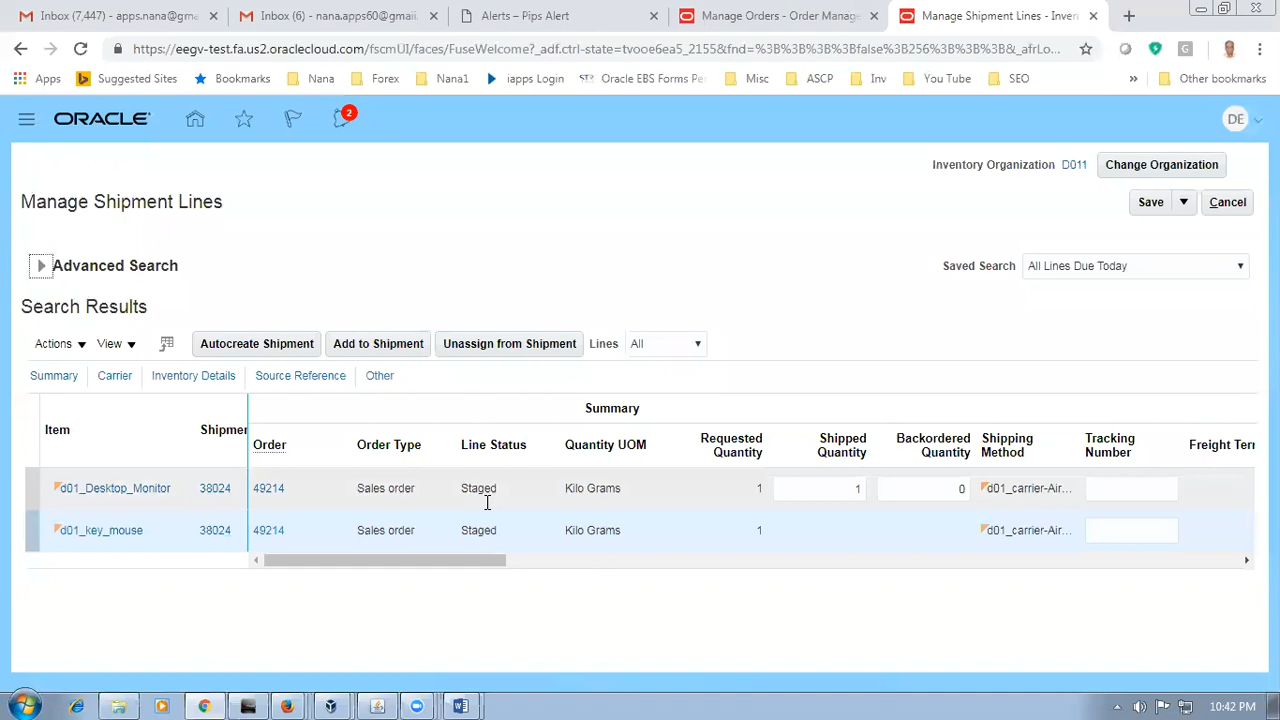 Inbox (7,447) - apps.nana@gm
Inbox (6) - nana.apps60@gmail
Alerts – Pips Alert
Manage Orders - Order Manage
Manage Shipment Lines - Inven
https://eegv-test.fa.us2.oraclecloud.com/fscmUI/faces/FuseWelcome?_adf.ctrl-state=tvooe6ea5_2155&fnd=%3B%3B%3B%3Bfalse%3B256%3B%3B%3B&_afrLo...
Apps Suggested Sites Bookmarks Nana Forex Nana1 iapps Login Oracle EBS Forms Pe Misc ASCP Inv You Tube SEO » Other bookmarks
ORACLE 2 DE
Inventory Organization D011 Change Organization
Manage Shipment Lines Save Cancel
Advanced Search Saved Search All Lines Due Today
Search Results
Actions View Autocreate Shipment Add to Shipment Unassign from Shipment Lines All
Summary Carrier Inventory Details Source Reference Other
Summary
Item Shipmen Order Order Type Line Status Quantity UOM Requested Quantity Shipped Quantity Backordered Quantity Shipping Method Tracking Number Freight Tern
d01_Desktop_Monitor 38024 49214 Sales order Staged Kilo Grams 1 1 0 d01_carrier-Air...
d01_key_mouse 38024 49214 Sales order Staged Kilo Grams 1 d01_carrier-Air...
10:42 PM